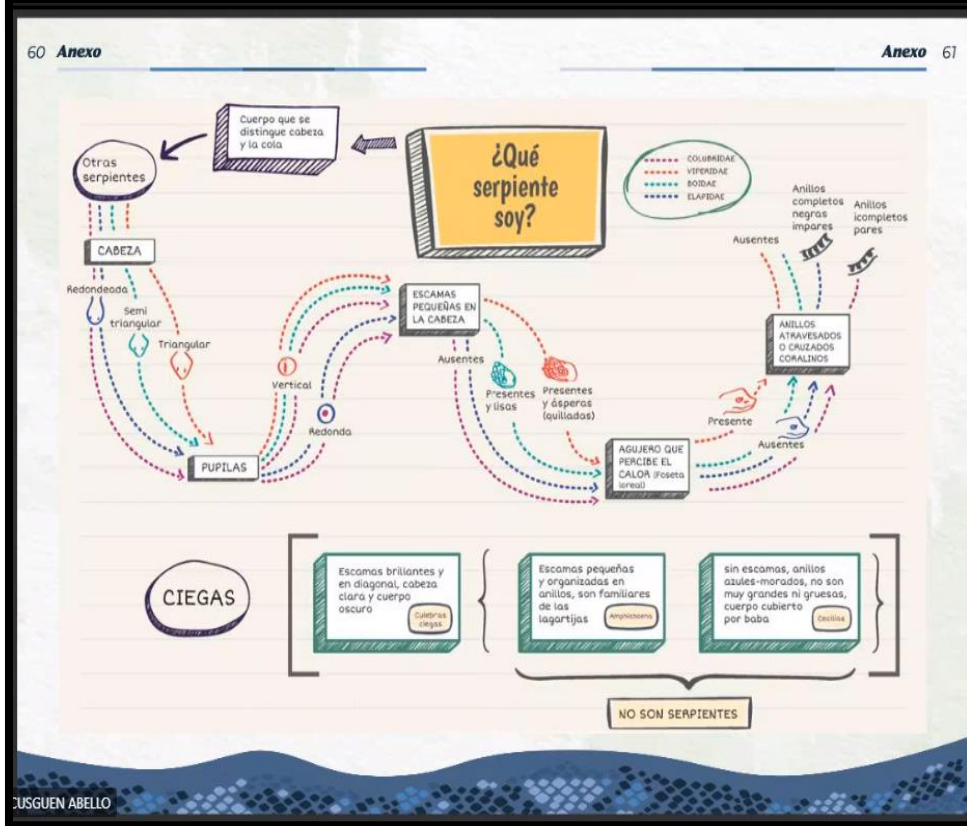 60 Anexo
Anexo 61
¿Qué
serpiente
soy?
Cuerpo que se
distingue cabeza
y la cola
Otras
serpientes
COLUBRIDAE
VIPERIDAE
BOIDAE
ELAPIDAE
CABEZA
Redondeada
Semi
triangular
Triangular
PUPILAS
Vertical
Redonda
ESCAMAS
PEQUEÑAS EN
LA CABEZA
Ausentes
Presentes
y lisas
Presentes
y ásperas
(quilladas)
AGUJERO QUE
PERCIBE EL
CALOR (Foseta
loreal)
Presente
Ausentes
ANILLOS
ATRAVESADOS
O CRUZADOS
CORALINOS
Ausentes
Anillos
completos
negras
impares
Anillos
icompletos
pares
CIEGAS
Escamas brillantes y
en diagonal, cabeza
clara y cuerpo
oscuro
Culebras
ciegas
Escamas pequeñas
y organizadas en
anillos, son familiares
de las
lagartijas
sin escamas, anillos
azules-morados, no son
muy grandes ni gruesas,
cuerpo cubierto
por baba
Cecilias
NO SON SERPIENTES
CUSGUEN ABELLO